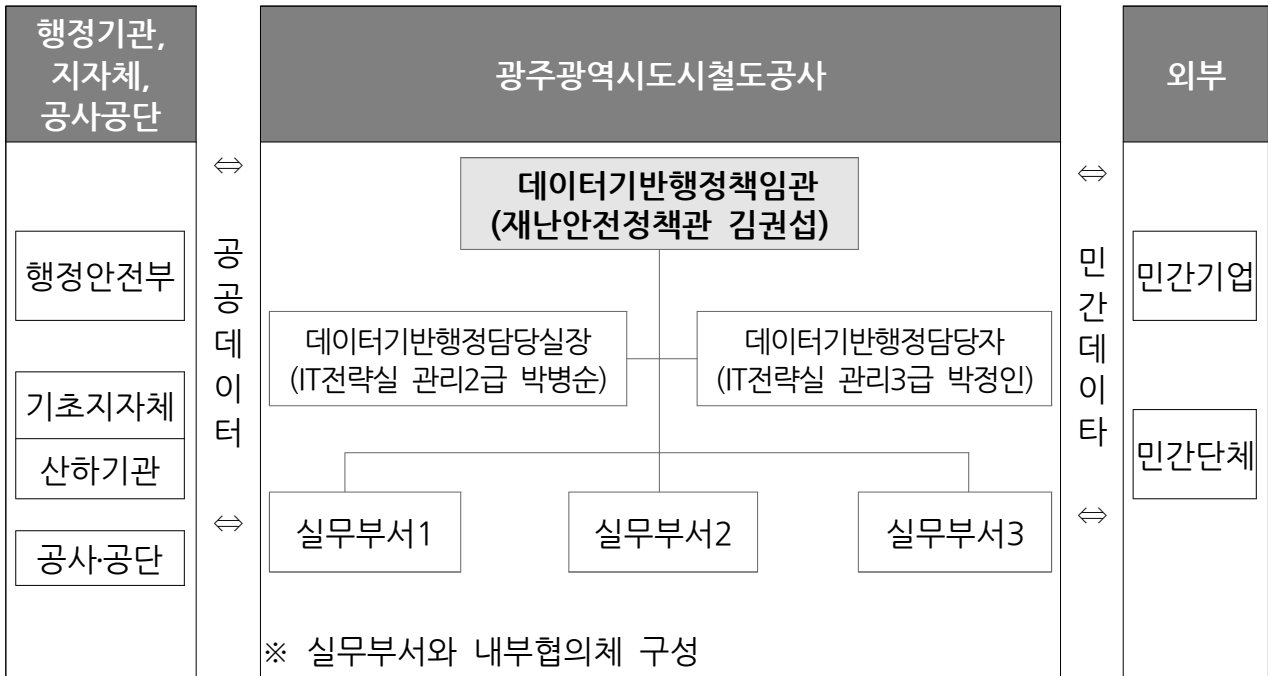 행정기관,
지자체,
공사공단
광주광역시도시철도공사
외부
⇔
공공데이터
⇔
행정안전부
기초지자체
산하기관
공사·공단
데이터기반행정책임관
(재난안전정책관 김권섭)
데이터기반행정담당실장
(IT전략실 관리2급 박병순)
데이터기반행정담당자
(IT전략실 관리3급 박정인)
실무부서1
실무부서2
실무부서3
※ 실무부서와 내부협의체 구성
⇔
민간데이타
⇔
민간기업
민간단체